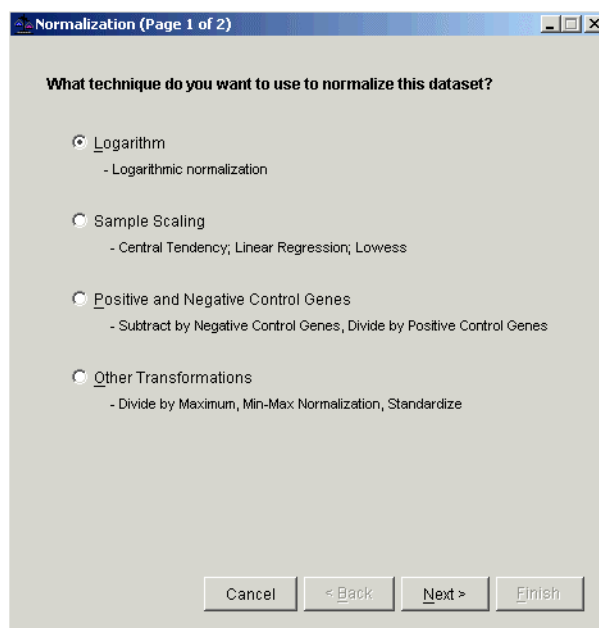 Normalization (Page 1 of 2)
What technique do you want to use to normalize this dataset?
Logarithm
- Logarithmic normalization
Sample Scaling
- Central Tendency; Linear Regression; Lowess
Positive and Negative Control Genes
- Subtract by Negative Control Genes, Divide by Positive Control Genes
Other Transformations
- Divide by Maximum, Min-Max Normalization, Standardize
Cancel < Back Next > Finish